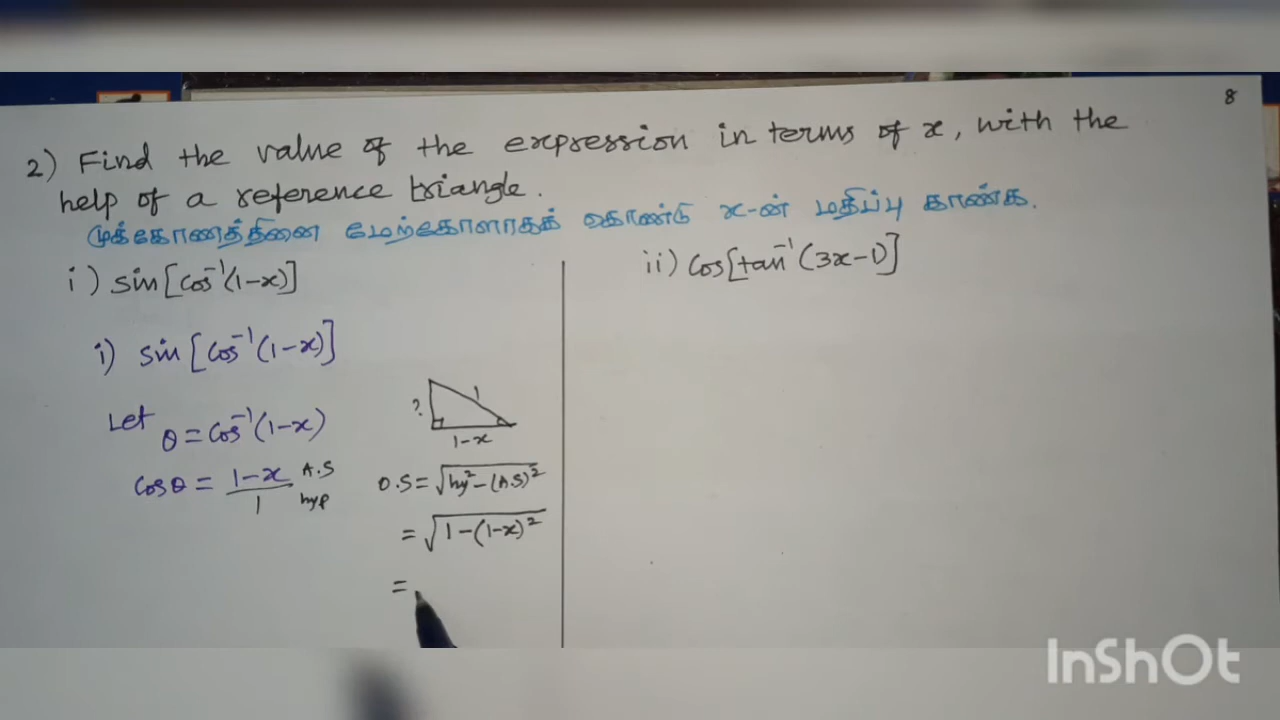 8
2) Find the value of the expression in terms of x, with the
help of a reference triangle.
முக்கோணத்தினை மேற்கோளாகக் கொண்டு x-ன் மதிப்பு காண்க.
i) sin[cos⁻¹(1-x)]
ii) cos[tan⁻¹(3x-1)]
i) sin[cos⁻¹(1-x)]
Let θ = cos⁻¹(1-x)
cosθ = (1-x)/1 A.S hyp
? 1
1-x
O.S = √(hy² - (A.S)²)
= √(1-(1-x)²)
=
InShOt